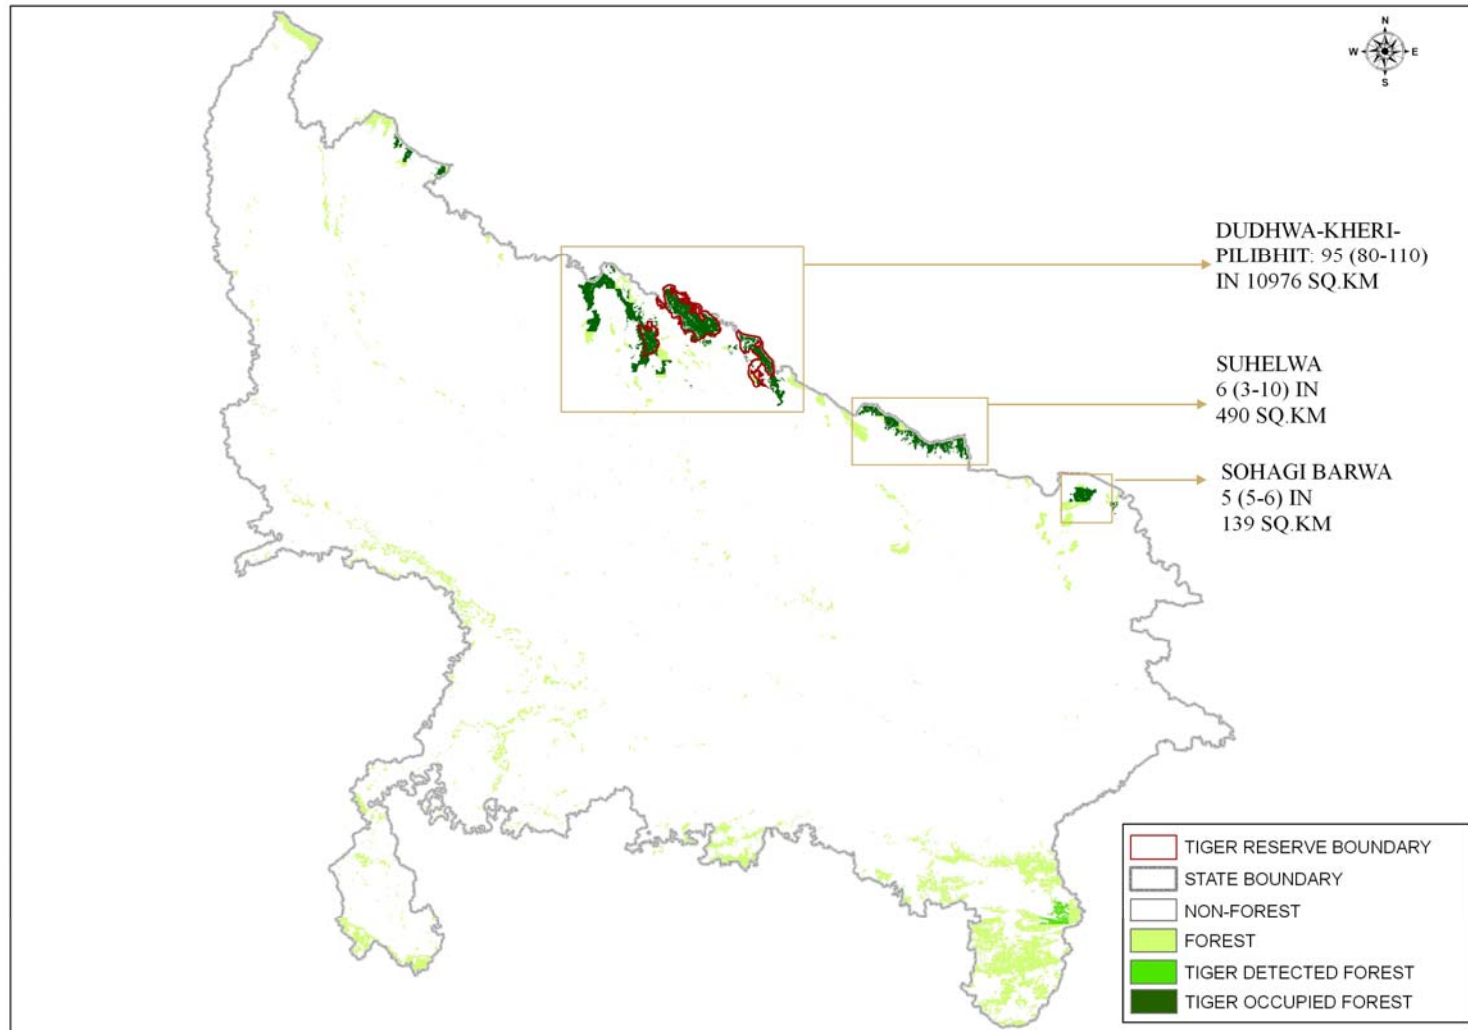 N
W E
S
DUDHWA-KHERI-
PILIBHIT: 95 (80-110)
IN 10976 SQ.KM
SUHELWA
6 (3-10) IN
490 SQ.KM
SOHAGI BARWA
5 (5-6) IN
139 SQ.KM
TIGER RESERVE BOUNDARY
STATE BOUNDARY
NON-FOREST
FOREST
TIGER DETECTED FOREST
TIGER OCCUPIED FOREST